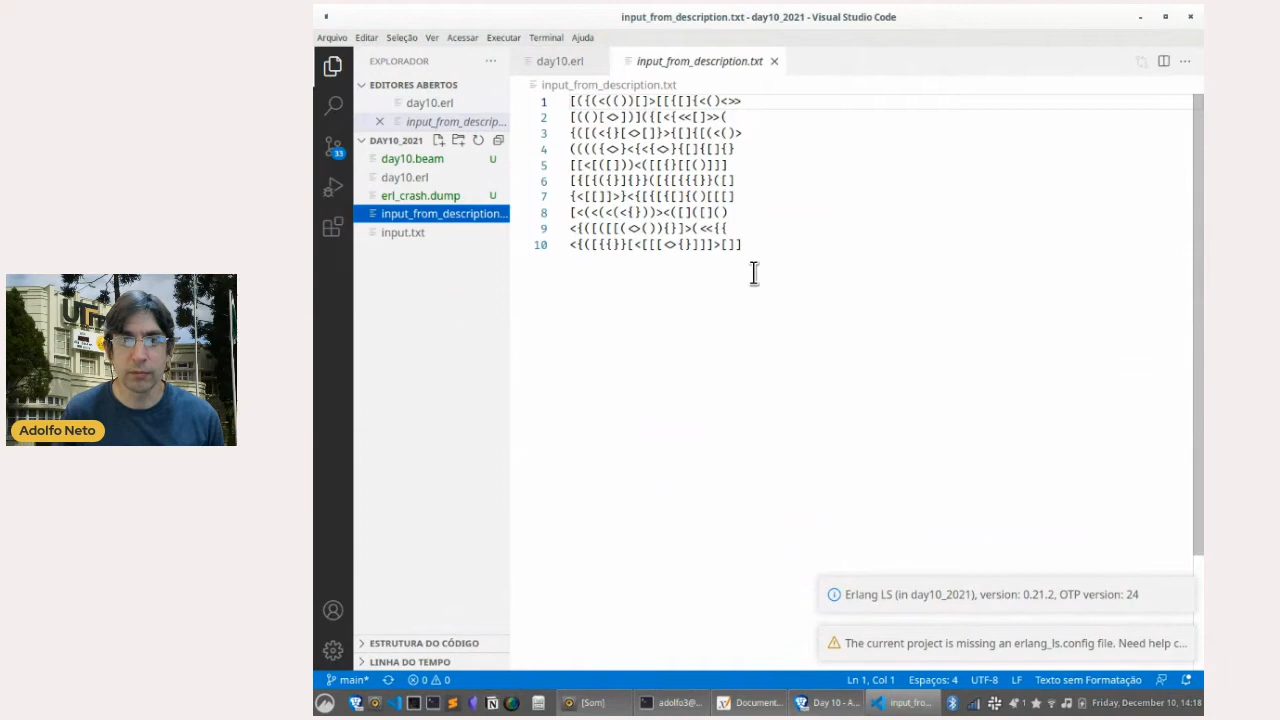 input_from_description.txt - day10_2021 - Visual Studio Code
Arquivo Editar Seleção Ver Acessar Executar Terminal Ajuda
EXPLORADOR
day10.erl
input_from_description.txt
EDITORES ABERTOS
day10.erl
input_from_descrip...
DAY10_2021
day10.beam U
day10.erl
erl_crash.dump U
input_from_description...
input.txt
33
input_from_description.txt
1 [({(<(())[]>[[{[]{<()<>>
2 [(()[<>])]({[<{<<[]>>(
3 {([(<{}[<>[]}>{[]{[(<()>
4 (((({<>}<{<{<>}{[]{[]{}
5 [[<[([]))<([[{}[[()]]]
6 [{[{({}]{}}([{[{{{}}([]
7 {<[[]]>}<{[{[{[]{()[[[]
8 [<(<(<(<{}))><([]([]()
9 <{([([[(<>()){}]>(<<{{
10 <{([{{}}[<[[[<>{}]]]>[]]
UTFPR
Adolfo Neto
Erlang LS (in day10_2021), version: 0.21.2, OTP version: 24
The current project is missing an erlang_ls.config file. Need help c...
ESTRUTURA DO CÓDIGO
LINHA DO TEMPO
main* 0 0 Ln 1, Col 1 Espaços: 4 UTF-8 LF Texto sem Formatação
[Som] adolfo3@... Document... Day 10 - A... input_fro... 1 Friday, December 10, 14:18